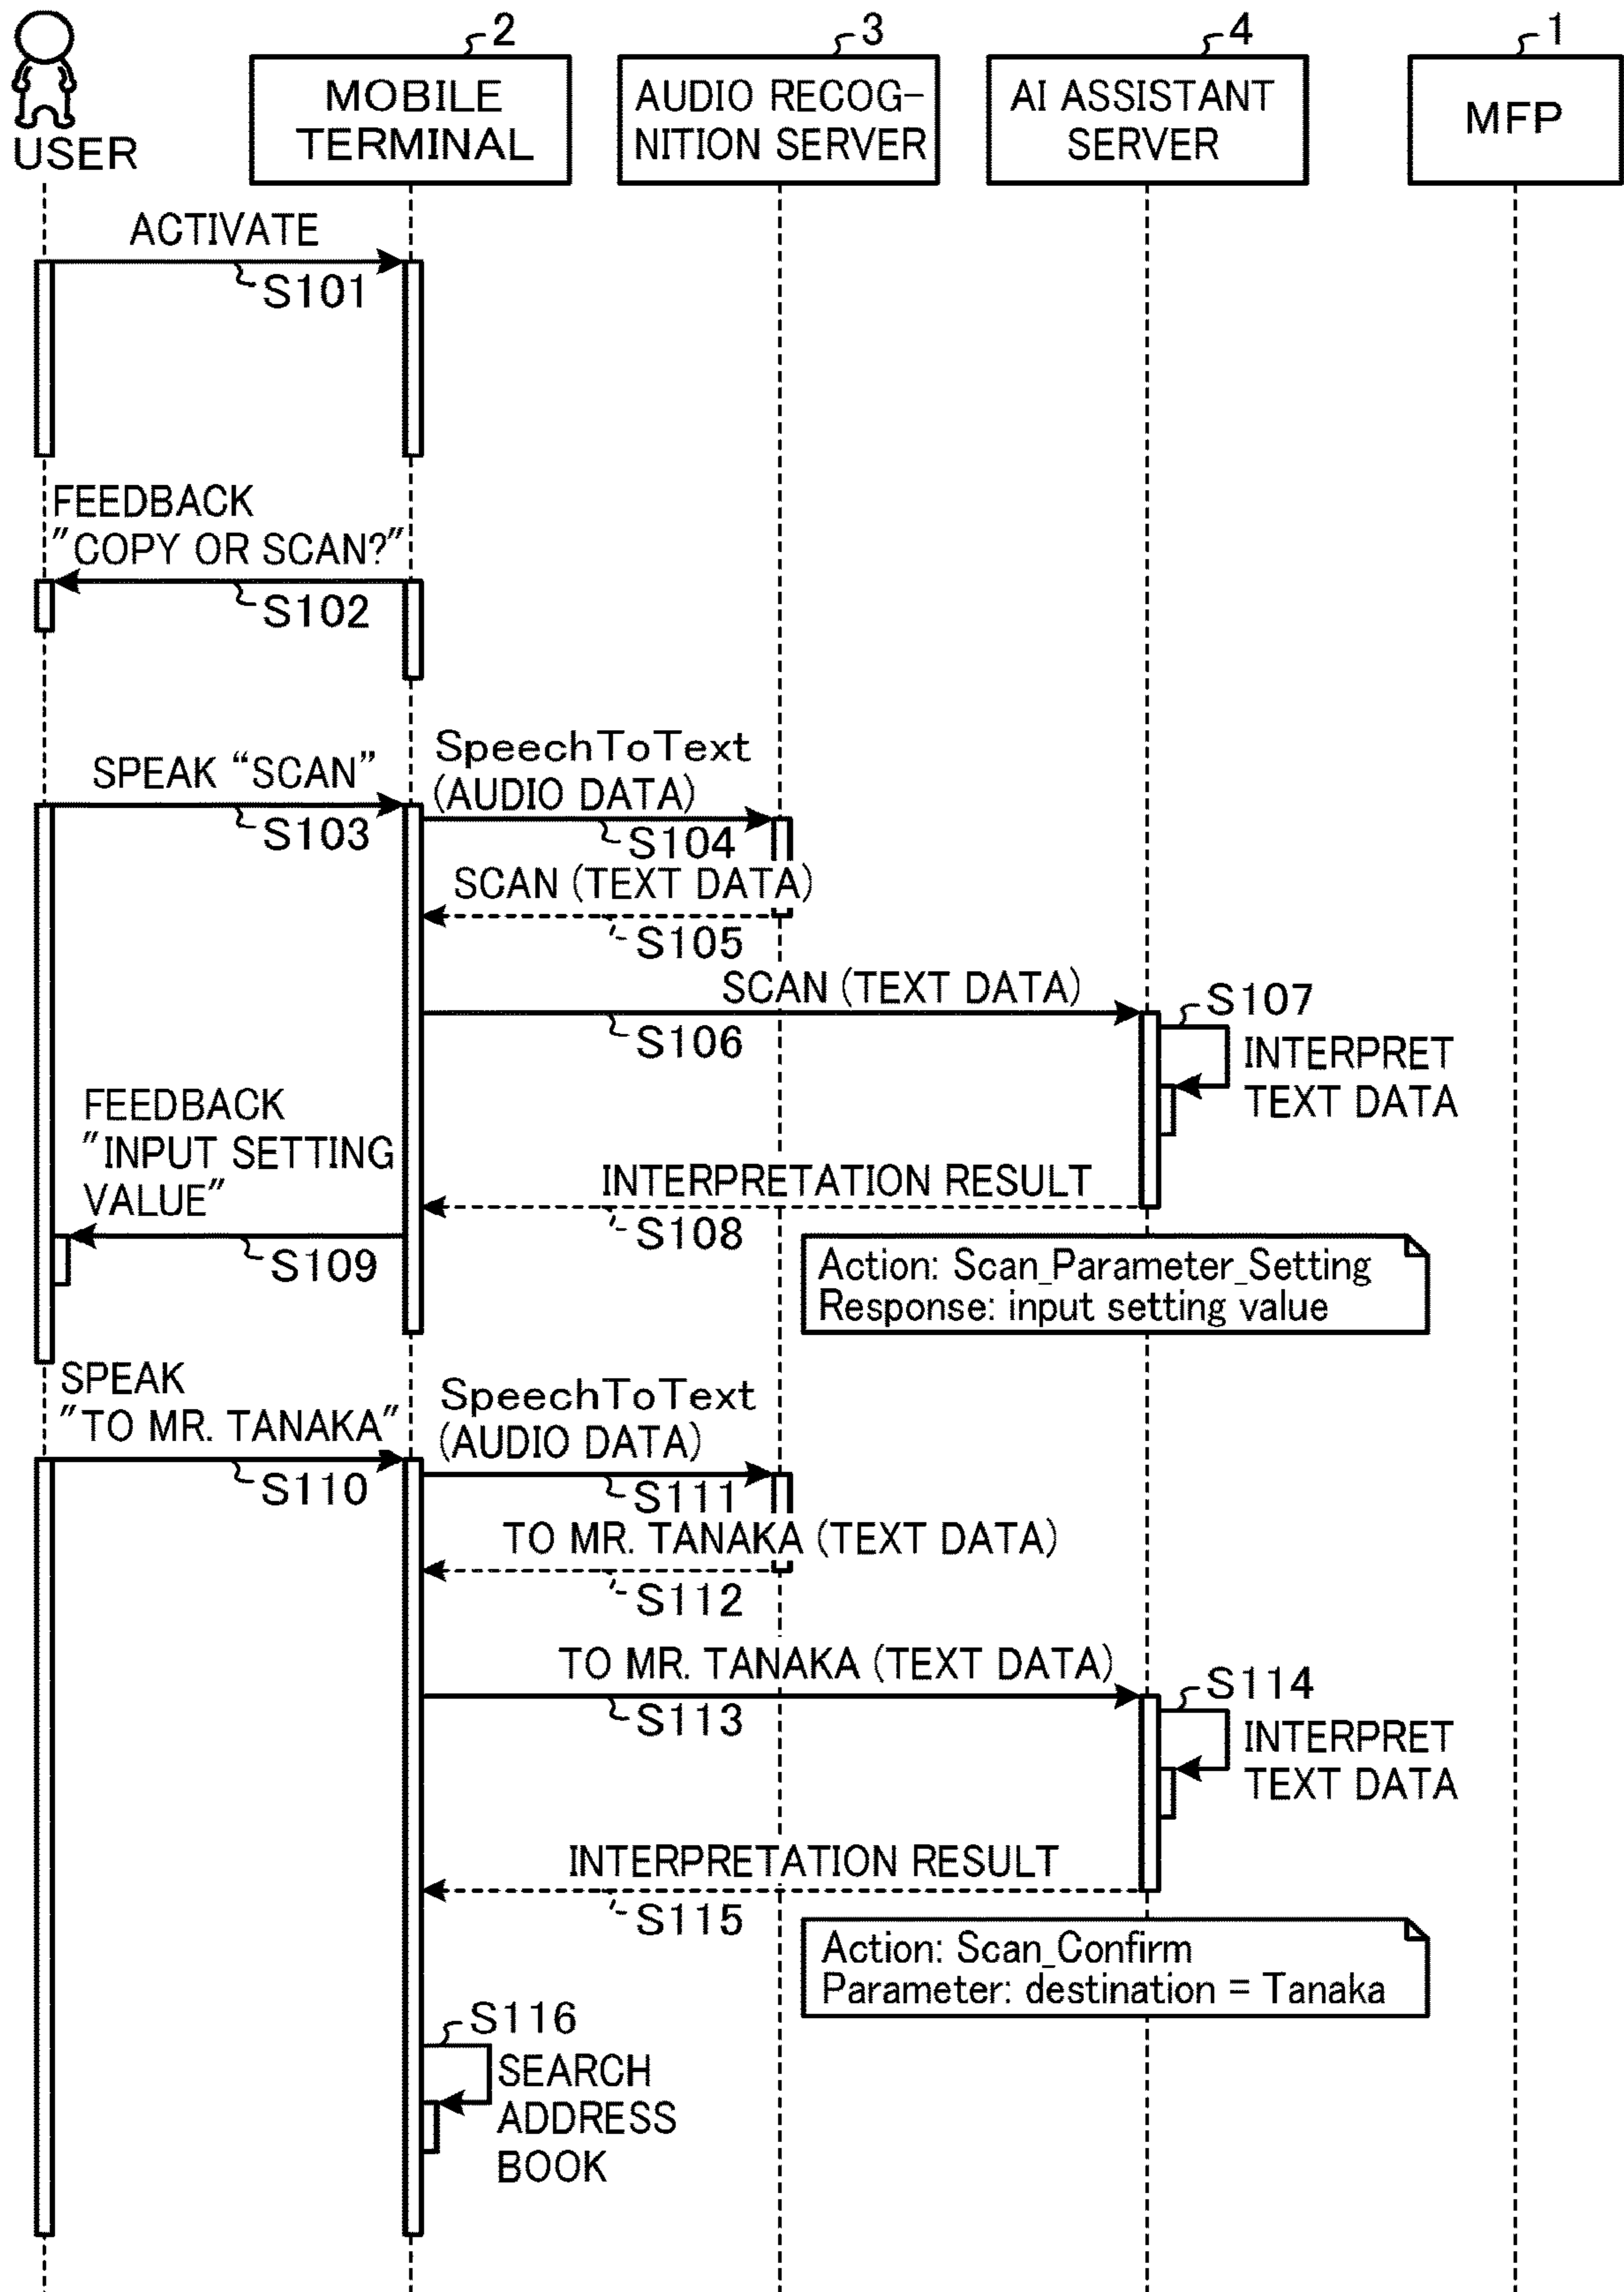 2
3
4
1
USER
MOBILE
TERMINAL
AUDIO RECOG-
NITION SERVER
AI ASSISTANT
SERVER
MFP
ACTIVATE
S101
FEEDBACK
"COPY OR SCAN?"
S102
SPEAK “SCAN”
S103
SpeechToText
(AUDIO DATA)
S104
SCAN (TEXT DATA)
S105
SCAN (TEXT DATA)
S106
S107
INTERPRET
TEXT DATA
INTERPRETATION RESULT
S108
FEEDBACK
"INPUT SETTING
VALUE"
S109
Action: Scan_Parameter_Setting
Response: input setting value
SPEAK
"TO MR. TANAKA"
S110
SpeechToText
(AUDIO DATA)
S111
TO MR. TANAKA (TEXT DATA)
S112
TO MR. TANAKA (TEXT DATA)
S113
S114
INTERPRET
TEXT DATA
INTERPRETATION RESULT
S115
Action: Scan_Confirm
Parameter: destination = Tanaka
S116
SEARCH
ADDRESS
BOOK